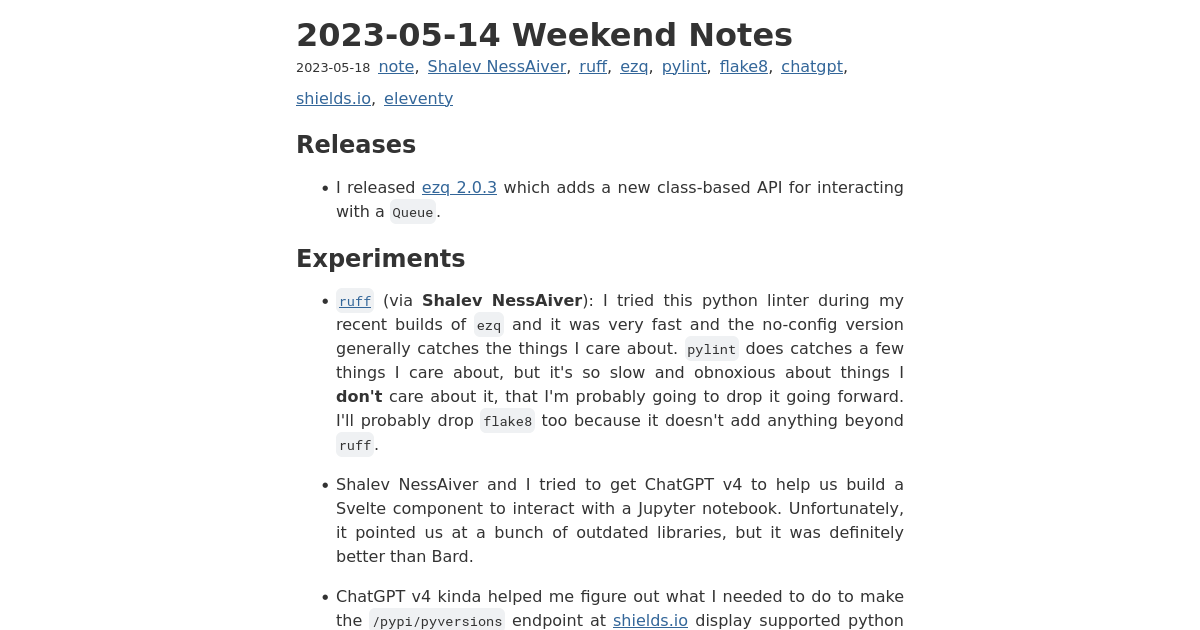 2023-05-14 Weekend Notes
2023-05-18 note, Shalev NessAiver, ruff, ezq, pylint, flake8, chatgpt,
shields.io, eleventy
Releases
• I released ezq 2.0.3 which adds a new class-based API for interacting
with a Queue.
Experiments
• ruff (via Shalev NessAiver): I tried this python linter during my
recent builds of ezq and it was very fast and the no-config version
generally catches the things I care about. pylint does catches a few
things I care about, but it's so slow and obnoxious about things I
don't care about it, that I'm probably going to drop it going forward.
I'll probably drop flake8 too because it doesn't add anything beyond
ruff.
• Shalev NessAiver and I tried to get ChatGPT v4 to help us build a
Svelte component to interact with a Jupyter notebook. Unfortunately,
it pointed us at a bunch of outdated libraries, but it was definitely
better than Bard.
• ChatGPT v4 kinda helped me figure out what I needed to do to make
the /pypi/pyversions endpoint at shields.io display supported python